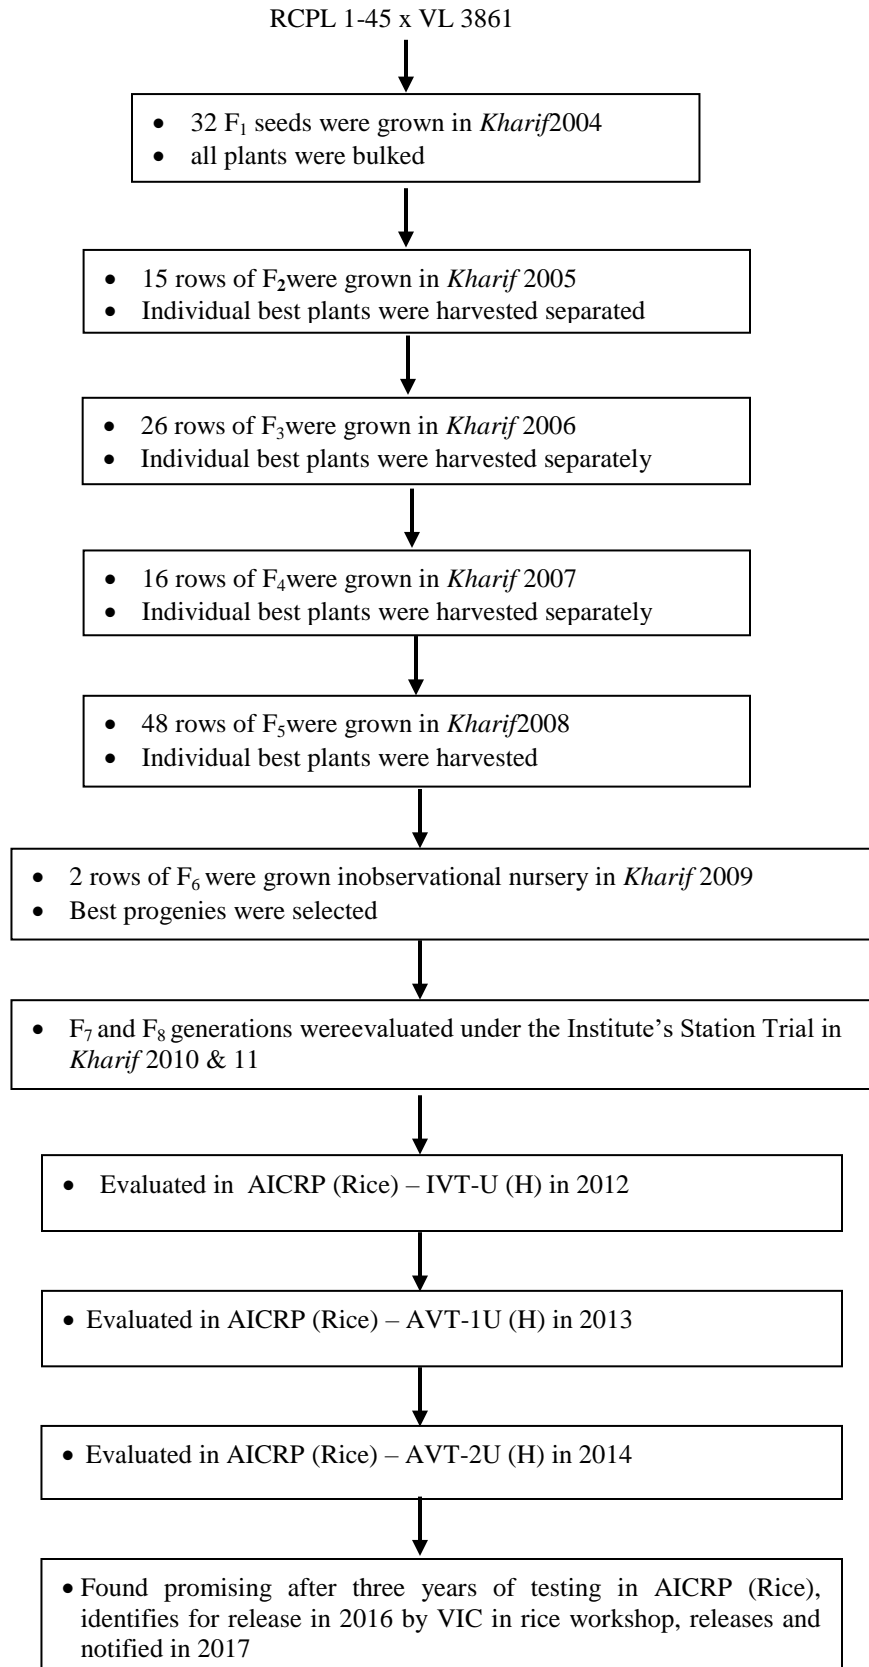 RCPL 1-45 x VL 3861
• 32 F₁ seeds were grown in Kharif2004
• all plants were bulked
• 15 rows of F₂were grown in Kharif 2005
• Individual best plants were harvested separated
• 26 rows of F₃were grown in Kharif 2006
• Individual best plants were harvested separately
• 16 rows of F₄were grown in Kharif 2007
• Individual best plants were harvested separately
• 48 rows of F₅were grown in Kharif2008
• Individual best plants were harvested
• 2 rows of F₆ were grown inobservational nursery in Kharif 2009
• Best progenies were selected
• F₇ and F₈ generations wereevaluated under the Institute's Station Trial in
Kharif 2010 & 11
• Evaluated in AICRP (Rice) – IVT-U (H) in 2012
• Evaluated in AICRP (Rice) – AVT-1U (H) in 2013
• Evaluated in AICRP (Rice) – AVT-2U (H) in 2014
• Found promising after three years of testing in AICRP (Rice),
identifies for release in 2016 by VIC in rice workshop, releases and
notified in 2017